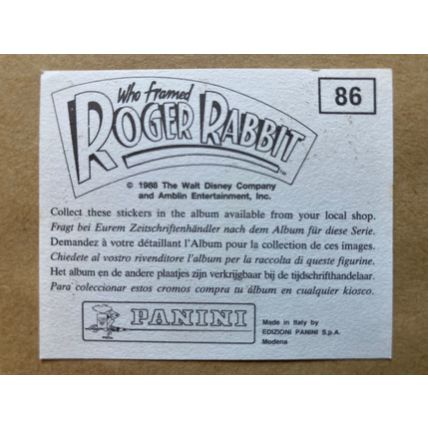 Who framed
ROGER RABBIT™
86
© 1988 The Walt Disney Company
and Amblin Entertainment, Inc.
Collect these stickers in the album available from your local shop.
Fragt bei Eurem Zeitschriftenhändler nach dem Album für diese Serie.
Demandez à votre détaillant l'Album pour la collection de ces images.
Chiedete al vostro rivenditore l'album per la raccolta di queste figurine.
Het album en de andere plaatjes zijn verkrijgbaar bij de tijdschrifthandelaar.
Para coleccionar estos cromos compra tu álbum en cualquier kiosco.
PANINI
Made in Italy by
EDIZIONI PANINI S.p.A.
Modena